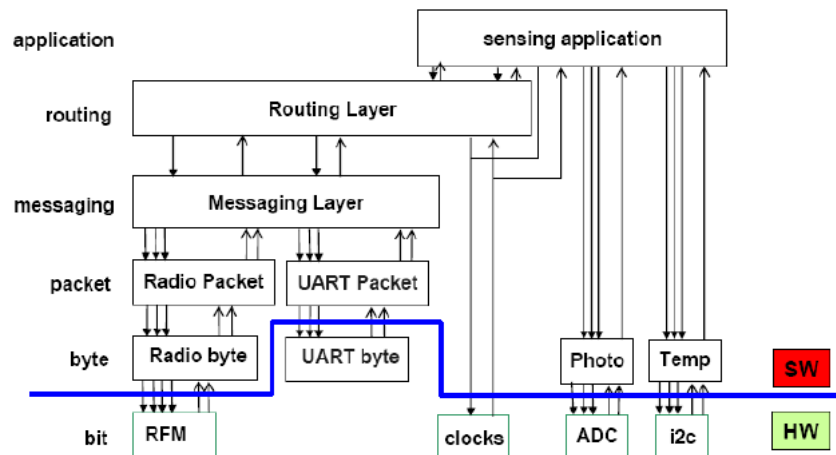 application
sensing application
routing
Routing Layer
messaging
Messaging Layer
packet
Radio Packet
UART Packet
byte
Radio byte
UART byte
Photo
Temp
SW
bit
RFM
clocks
ADC
i2c
HW